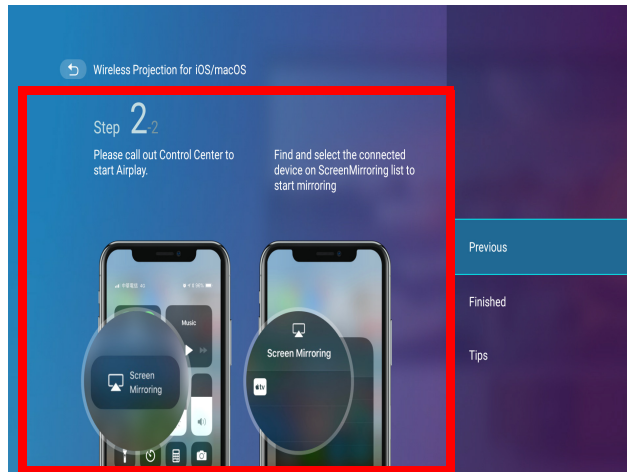 Wireless Projection for iOS/macOS
Step 2-2
Please call out Control Center to
start Airplay.
Find and select the connected
device on ScreenMirroring list to
start mirroring
Music
Screen
Mirroring
Screen Mirroring
tv
Previous
Finished
Tips